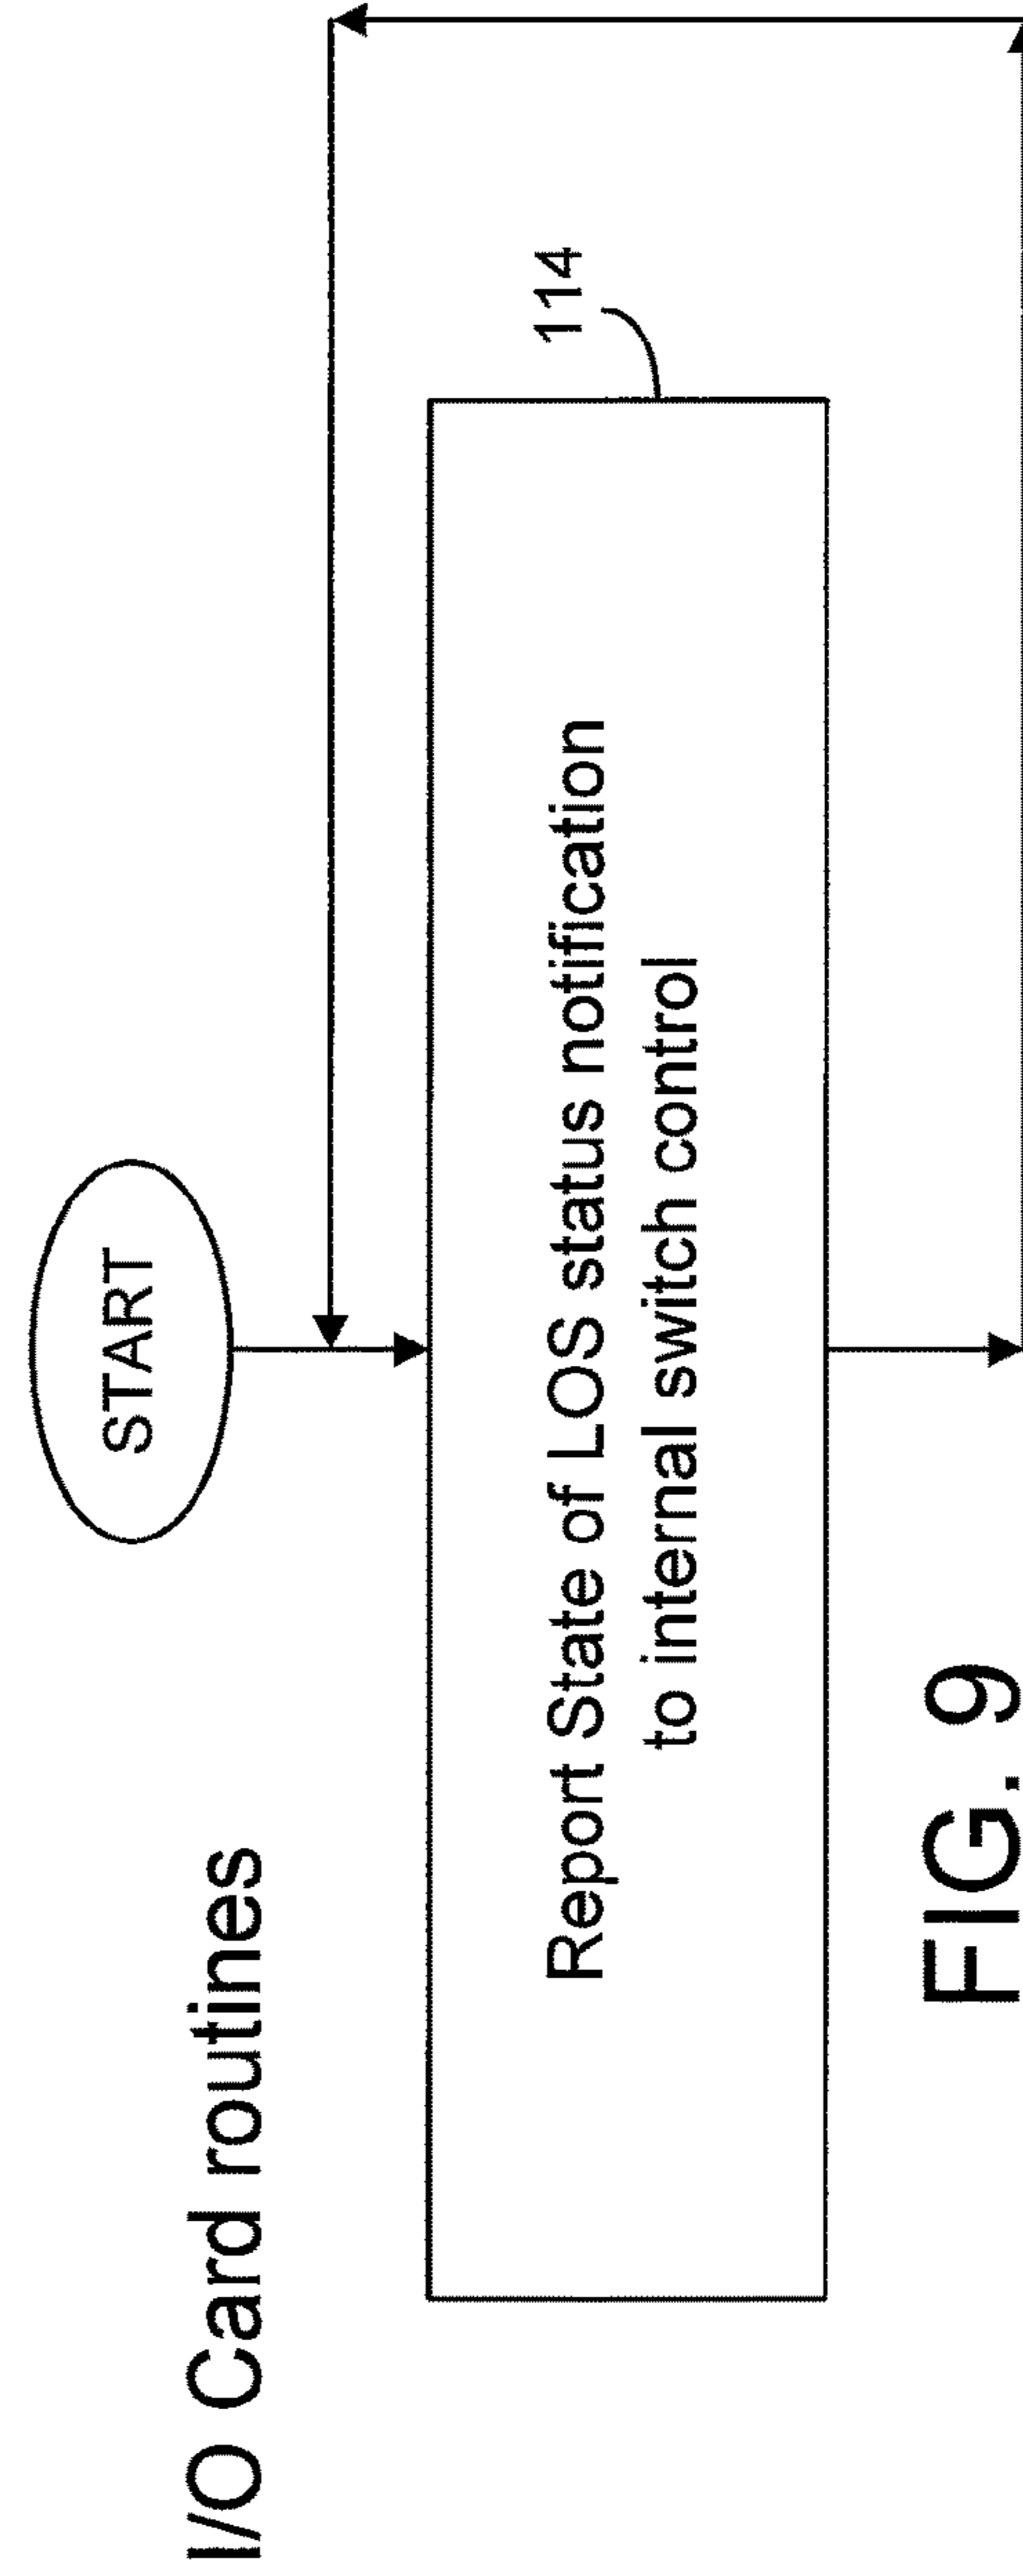 I/O Card routines
START
114
Report State of LOS status notification
to internal switch control
FIG. 9